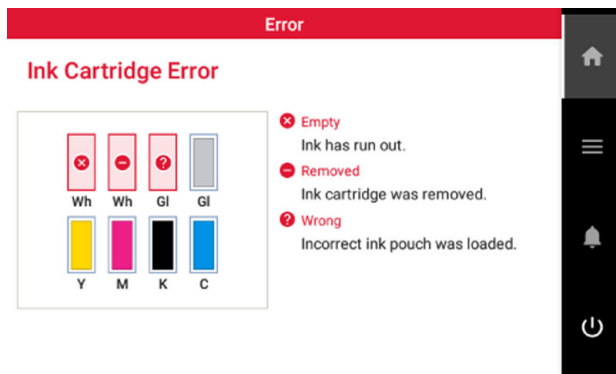 Error
Ink Cartridge Error
Empty
Ink has run out.
Removed
Ink cartridge was removed.
Wrong
Incorrect ink pouch was loaded.
Wh Wh Gl Gl
Y M K C